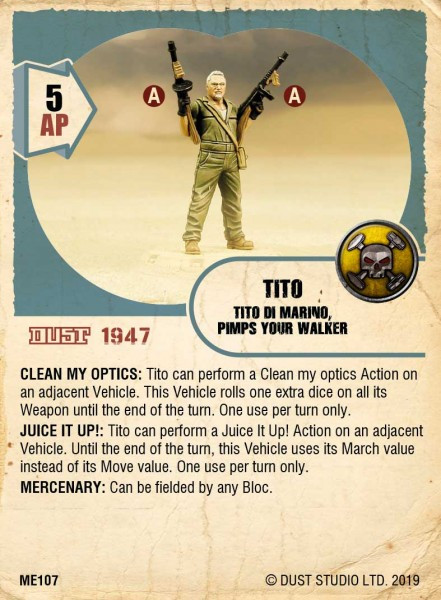 5
AP
A
A
TITO
TITO DI MARINO,
PIMPS YOUR WALKER
DUST 1947
CLEAN MY OPTICS: Tito can perform a Clean my optics Action on
an adjacent Vehicle. This Vehicle rolls one extra dice on all its
Weapon until the end of the turn. One use per turn only.
JUICE IT UP!: Tito can perform a Juice It Up! Action on an adjacent
Vehicle. Until the end of the turn, this Vehicle uses its March value
instead of its Move value. One use per turn only.
MERCENARY: Can be fielded by any Bloc.
ME107
© DUST STUDIO LTD. 2019